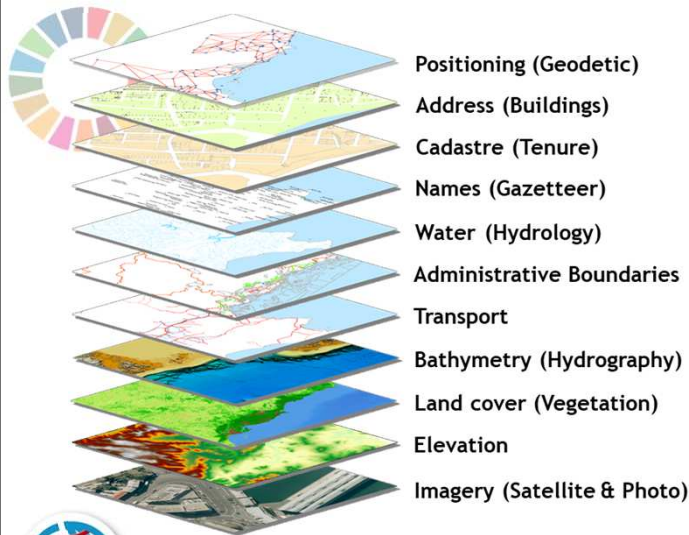 Positioning (Geodetic)
Address (Buildings)
Cadastre (Tenure)
Names (Gazetteer)
Water (Hydrology)
Administrative Boundaries
Transport
Bathymetry (Hydrography)
Land cover (Vegetation)
Elevation
Imagery (Satellite & Photo)